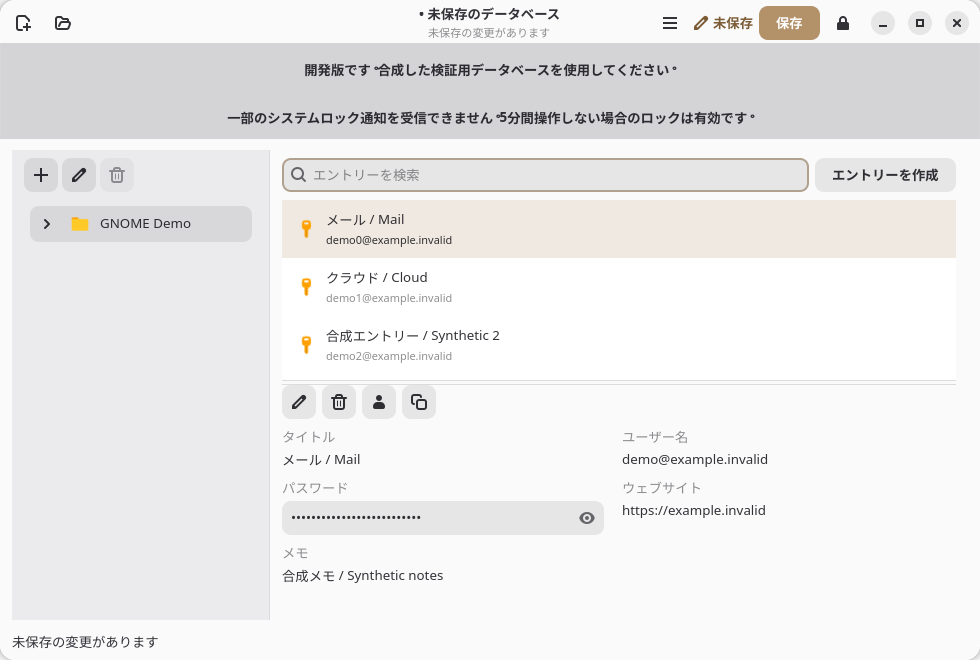 • 未保存のデータベース
未保存の変更があります
未保存
保存
開発版です。合成した検証用データベースを使用してください。
一部のシステムロック通知を受信できません。5分間操作しない場合のロックは有効です。
エントリーを検索
エントリーを作成
GNOME Demo
メール / Mail
demo0@example.invalid
クラウド / Cloud
demo1@example.invalid
合成エントリー / Synthetic 2
demo2@example.invalid
タイトル
メール / Mail
ユーザー名
demo@example.invalid
パスワード
••••••••••••••••••••••••••
ウェブサイト
https://example.invalid
メモ
合成メモ / Synthetic notes
未保存の変更があります